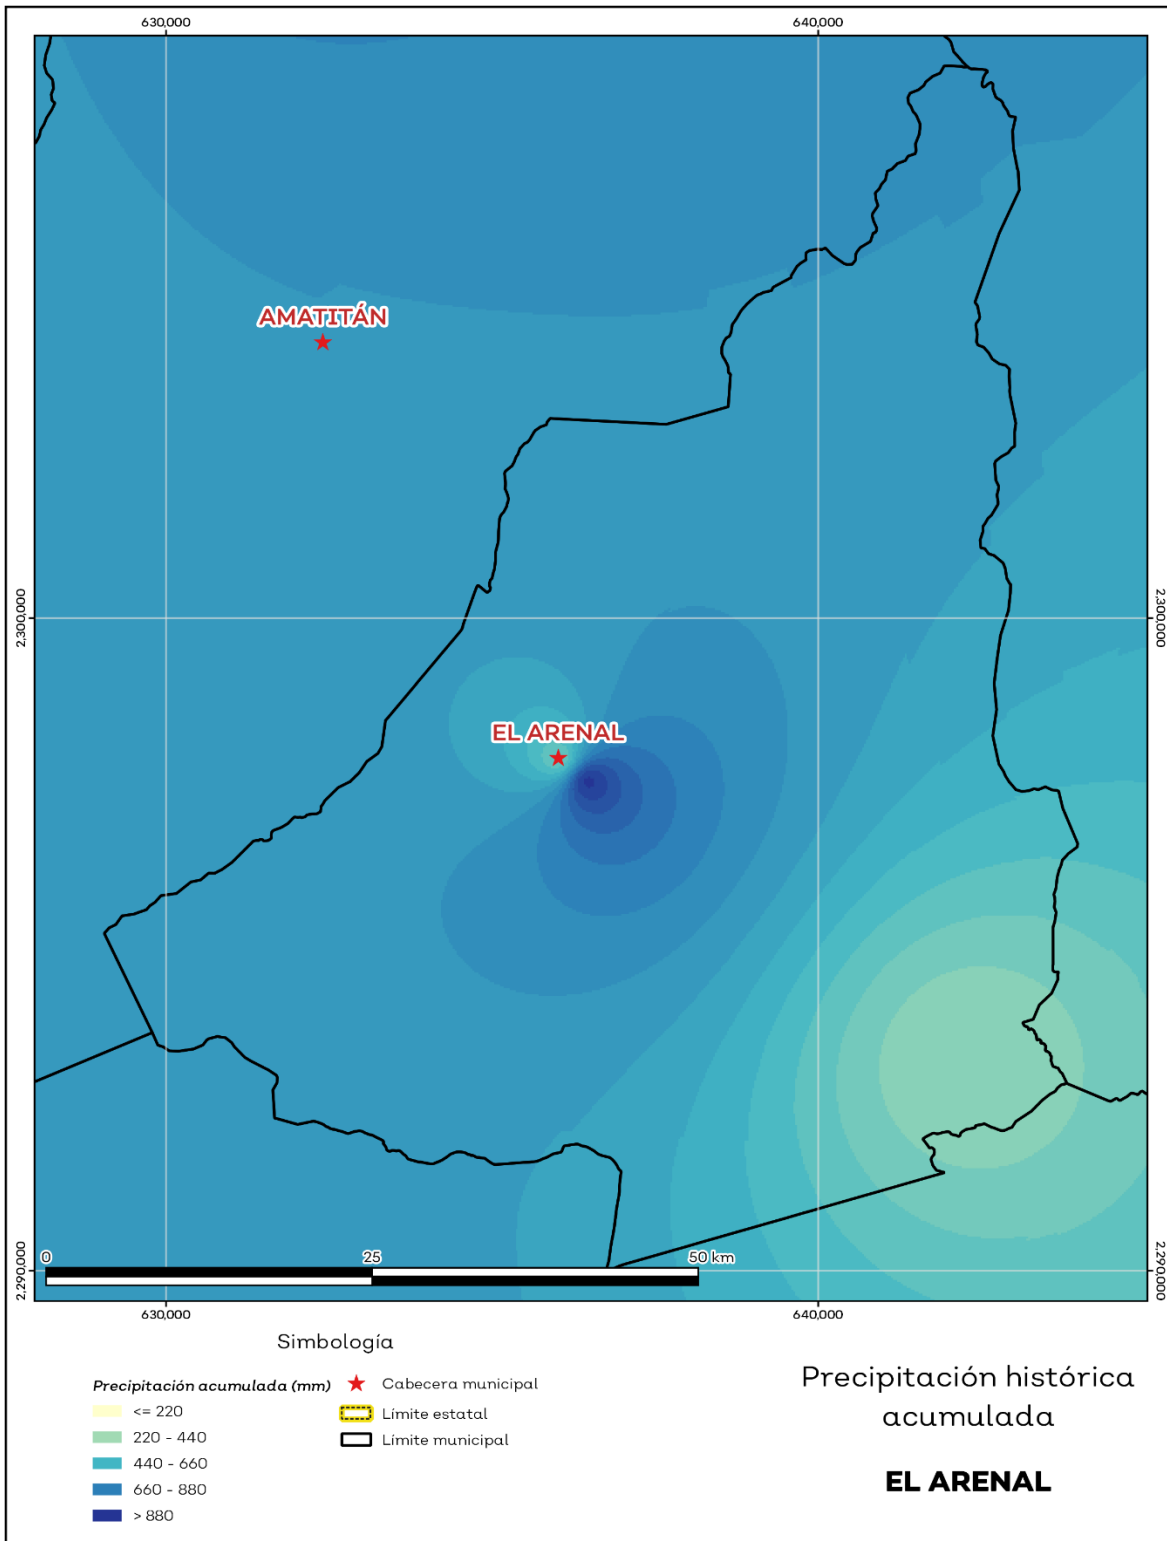 630,000
640,000
AMATITÁN
2,300,000
2,300,000
EL ARENAL
2,290,000
2,290,000
0
25
50 km
630,000
640,000
Simbología
Precipitación acumulada (mm)
<= 220
220 - 440
440 - 660
660 - 880
> 880
Cabecera municipal
Límite estatal
Límite municipal
Precipitación histórica
acumulada
EL ARENAL